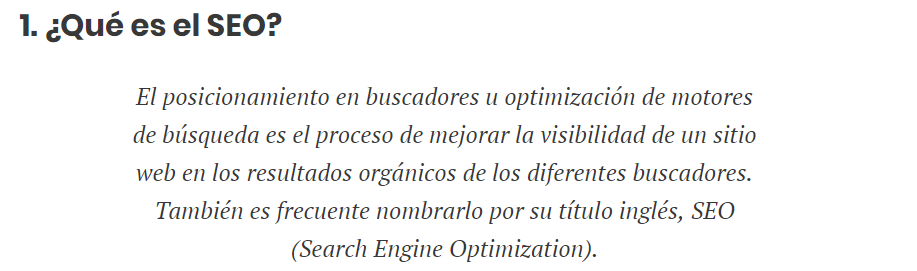 1. ¿Qué es el SEO?
El posicionamiento en buscadores u optimización de motores
de búsqueda es el proceso de mejorar la visibilidad de un sitio
web en los resultados orgánicos de los diferentes buscadores.
También es frecuente nombrarlo por su título inglés, SEO
(Search Engine Optimization).